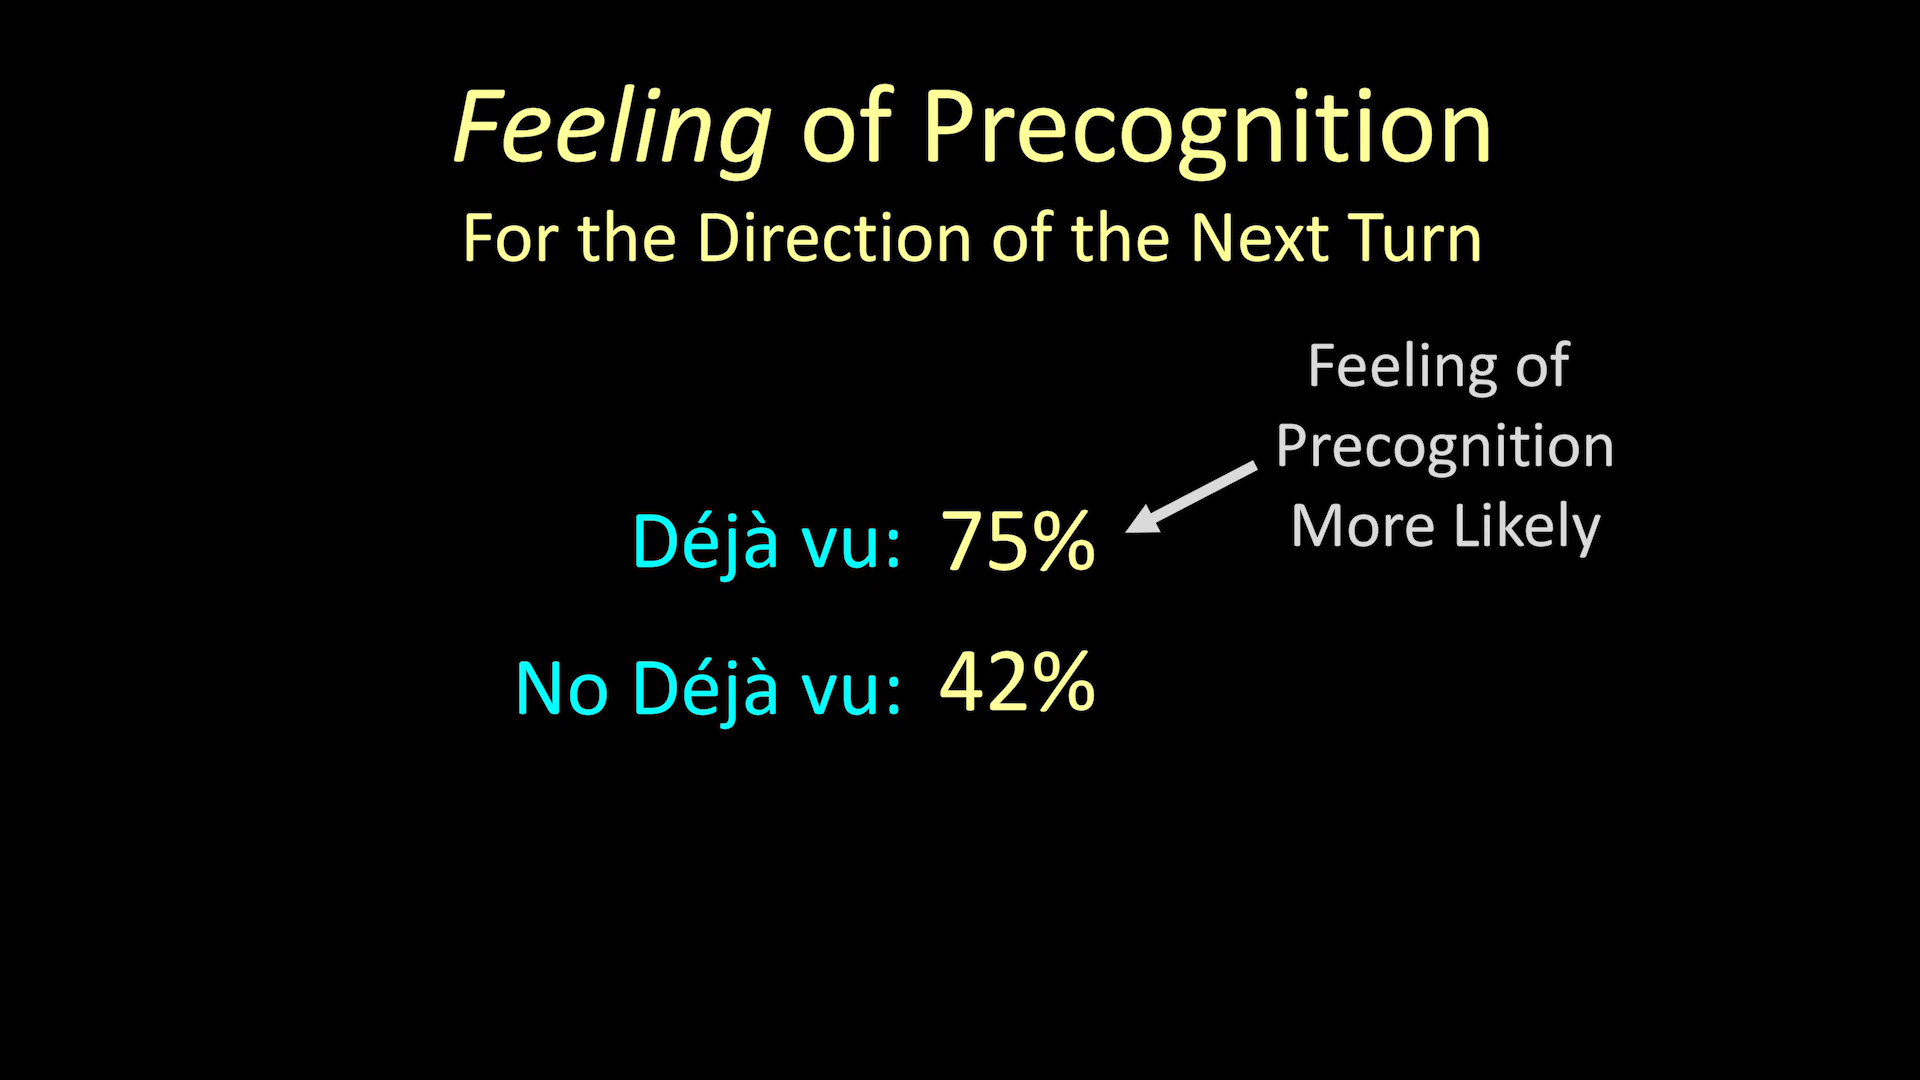 Feeling of Precognition
For the Direction of the Next Turn
Feeling of
Precognition
More Likely
Déjà vu: 75%
No Déjà vu: 42%